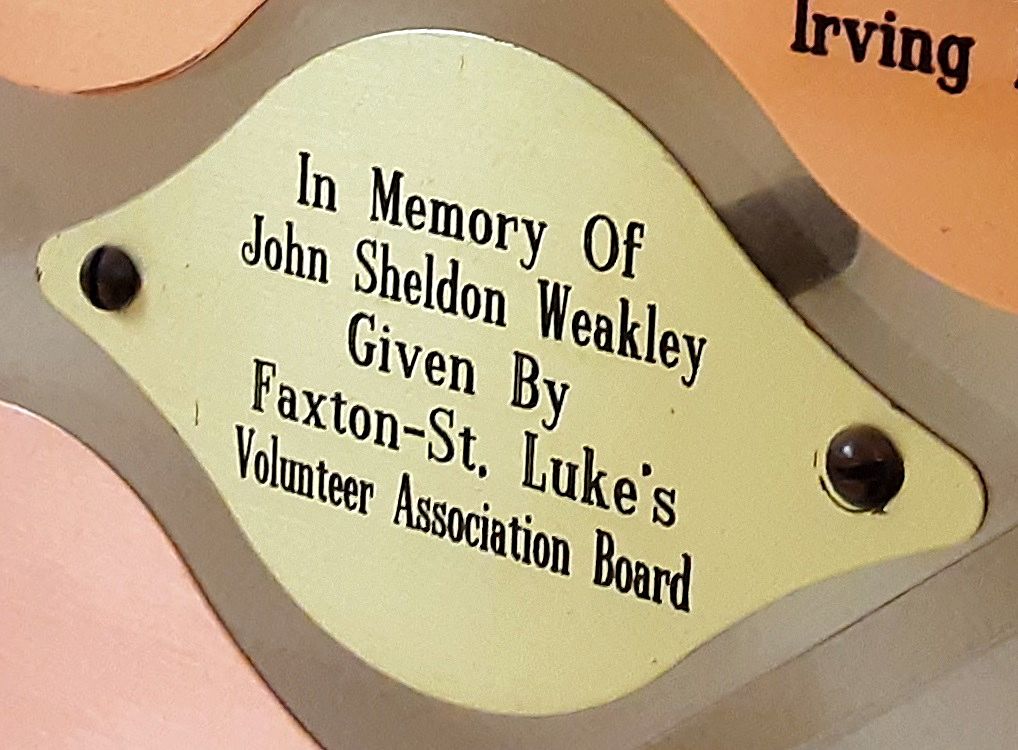 Irving
In Memory Of
John Sheldon Weakley
Given By
Faxton-St. Luke's
Volunteer Association Board